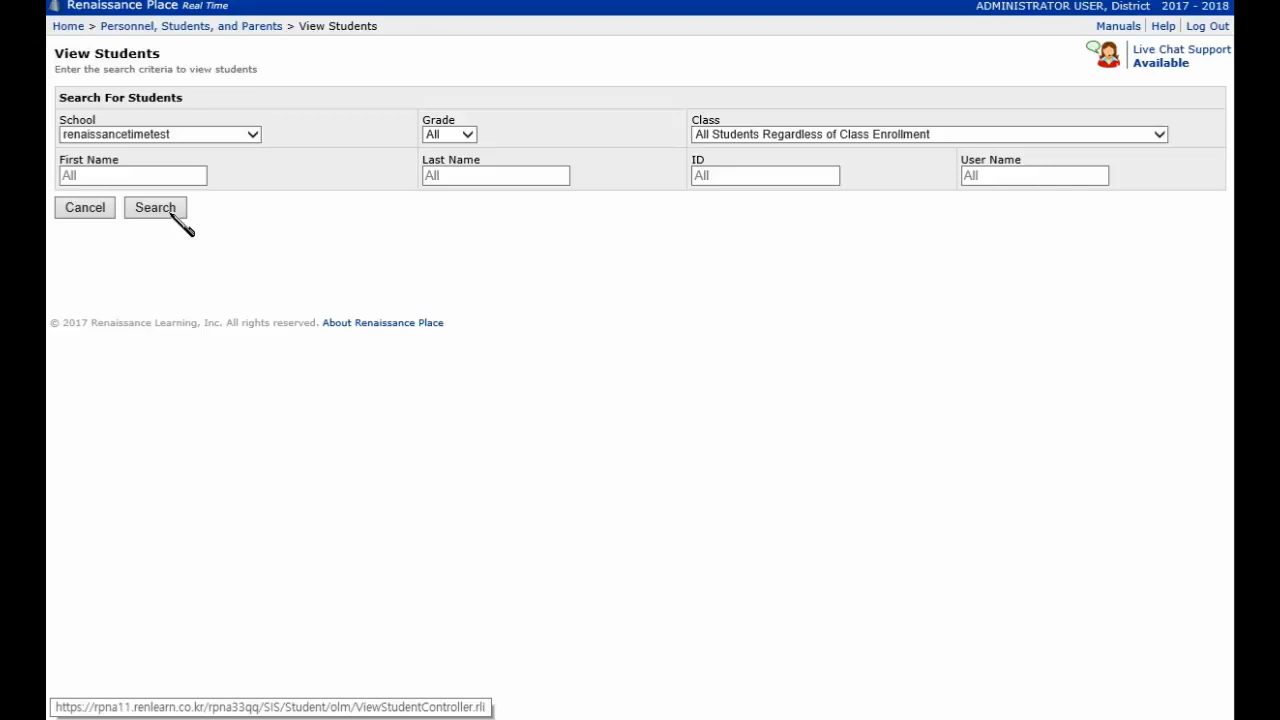 Renaissance Place Real Time
ADMINISTRATOR USER, District 2017 - 2018
Home > Personnel, Students, and Parents > View Students
Manuals | Help | Log Out
View Students
Enter the search criteria to view students
Live Chat Support
Available
Search For Students
School
Grade
Class
renaissancetimetest
All
All Students Regardless of Class Enrollment
First Name
Last Name
ID
User Name
All
All
All
All
Cancel
Search
© 2017 Renaissance Learning, Inc. All rights reserved. About Renaissance Place
https://rpna11.renlearn.co.kr/rpna33qq/SIS/Student/olm/ViewStudentController.rli